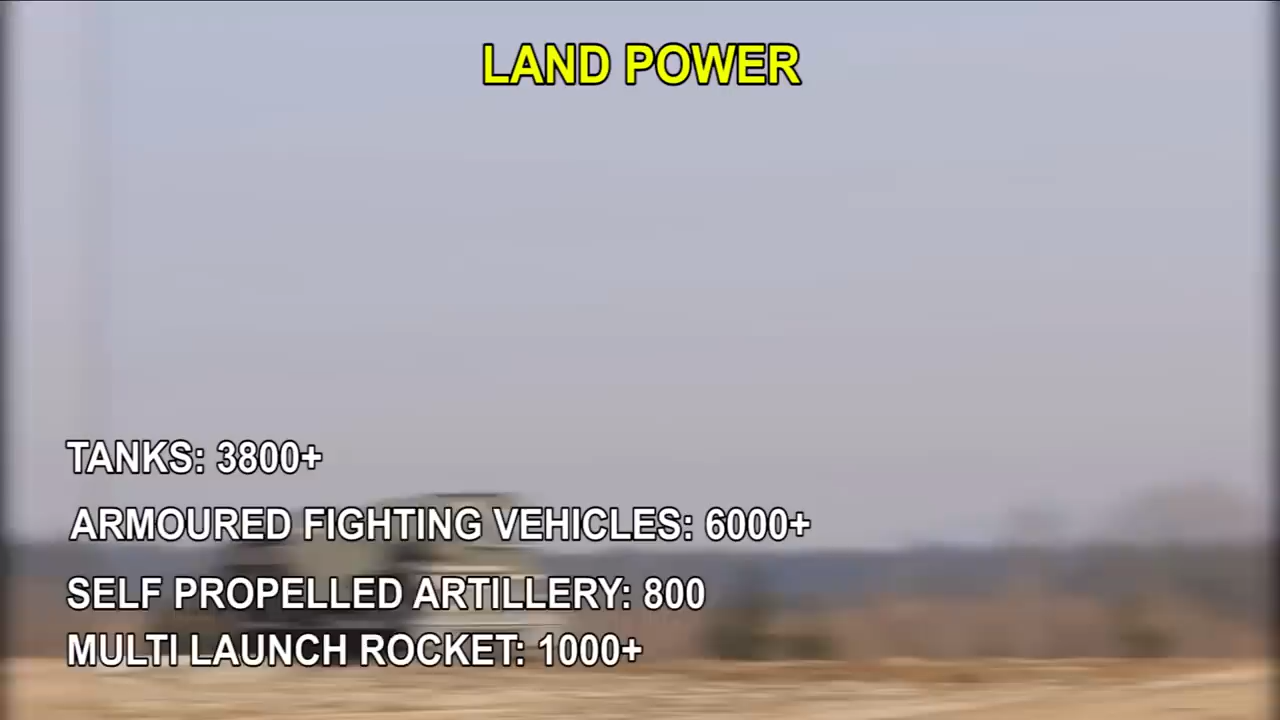 LAND POWER
TANKS: 3800+
ARMOURED FIGHTING VEHICLES: 6000+
SELF PROPELLED ARTILLERY: 800
MULTI LAUNCH ROCKET: 1000+